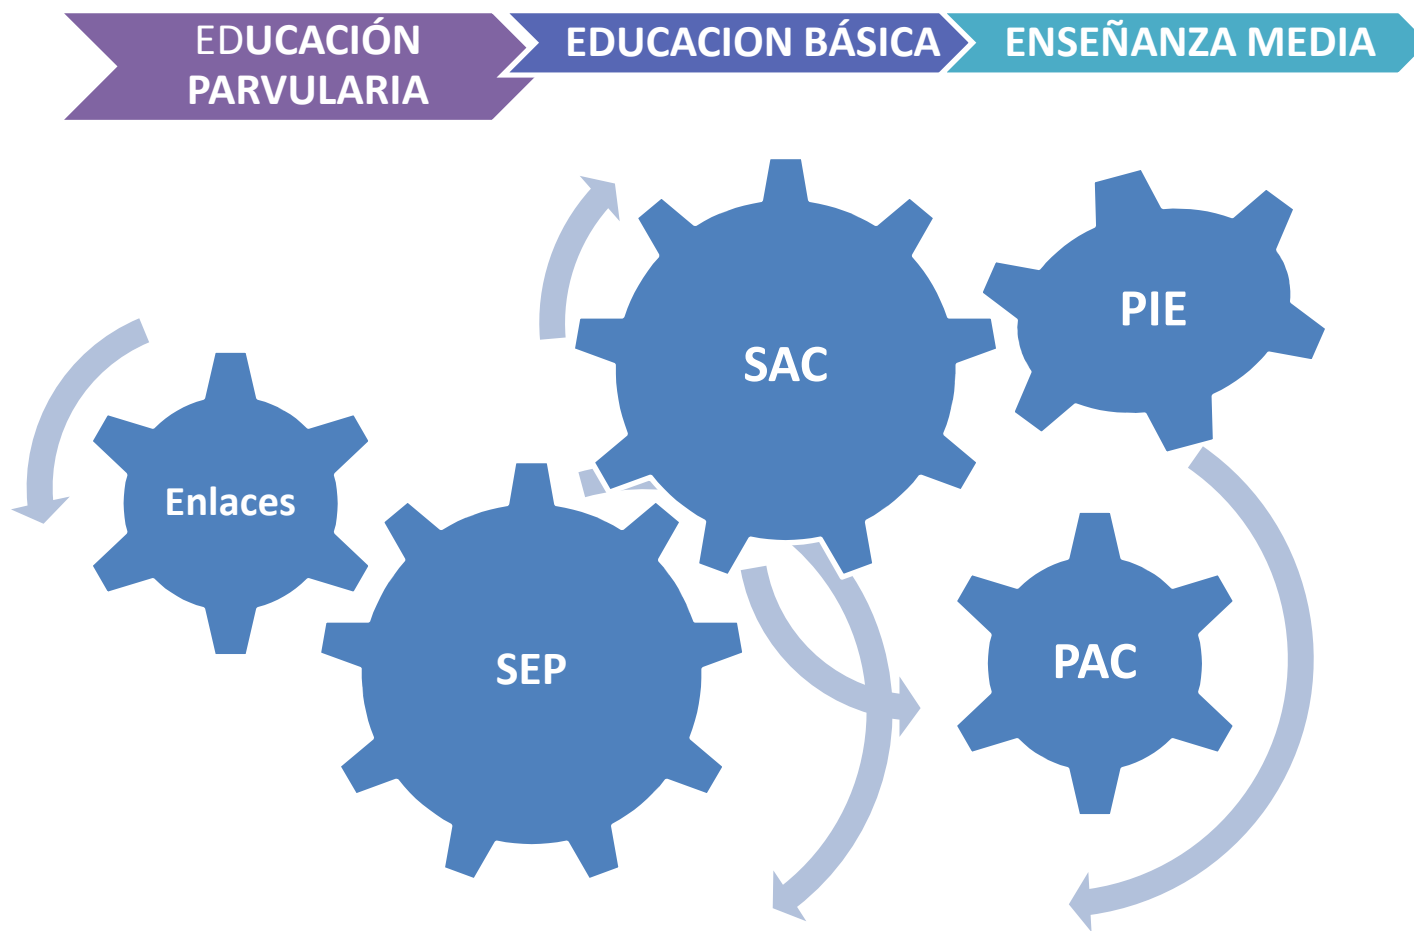 EDUCACIÓN
PARVULARIA
EDUCACION BÁSICA
ENSEÑANZA MEDIA
PIE
SAC
Enlaces
SEP
PAC